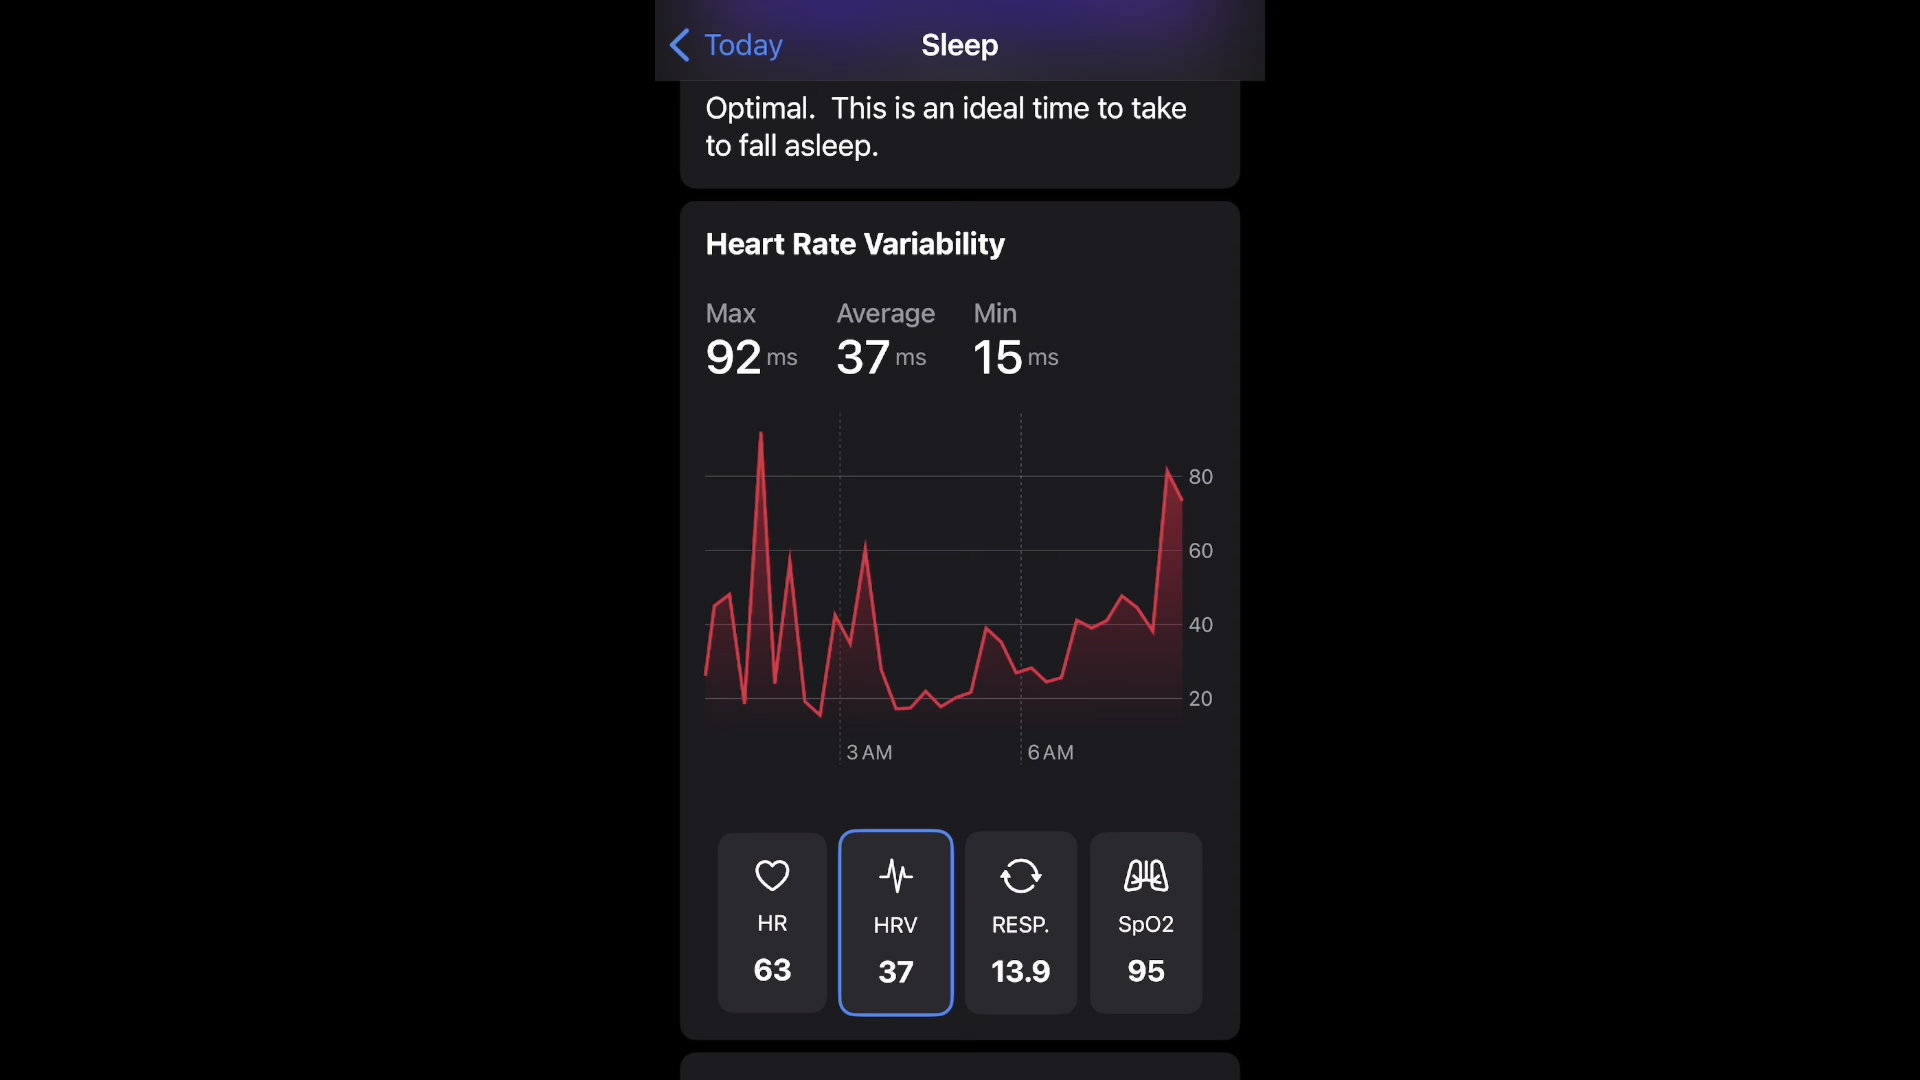 Today
Sleep
Optimal.  This is an ideal time to take
to fall asleep.
Heart Rate Variability
Max Average Min
92 ms 37 ms 15 ms
80
60
40
20
3 AM 6 AM
HR HRV RESP. SpO2
63 37 13.9 95